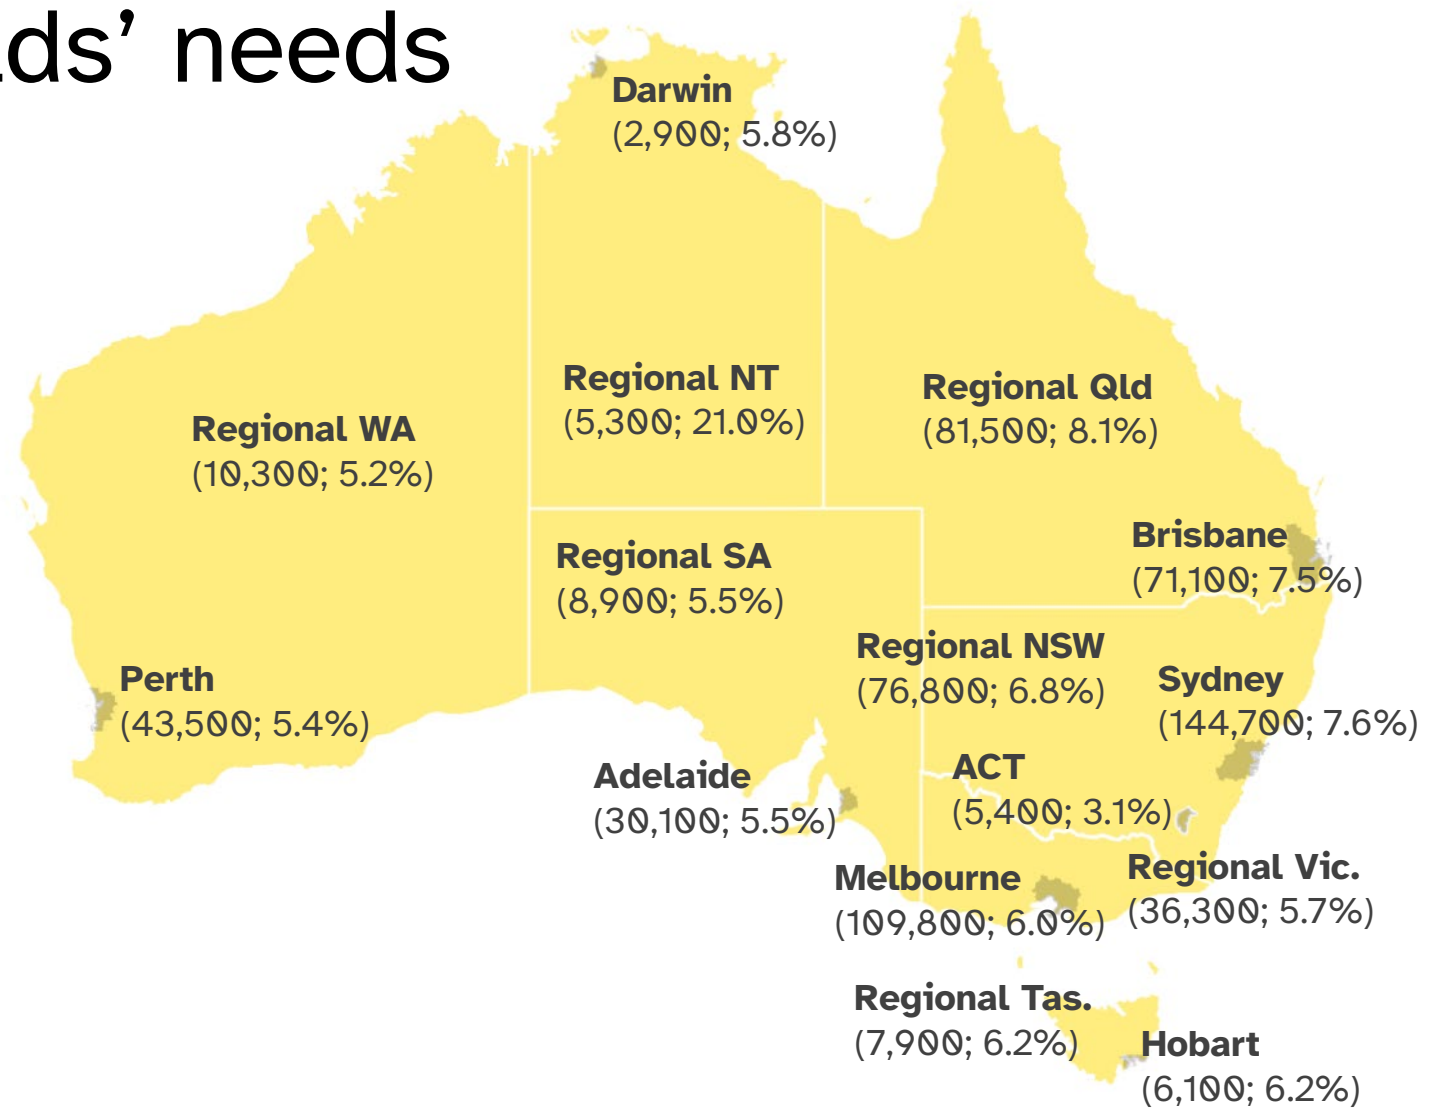 ds’ needs
Darwin
(2,900; 5.8%)
Regional NT
(5,300; 21.0%)
Regional Qld
(81,500; 8.1%)
Regional WA
(10,300; 5.2%)
Brisbane
(71,100; 7.5%)
Regional SA
(8,900; 5.5%)
Regional NSW
(76,800; 6.8%)
Perth
(43,500; 5.4%)
Sydney
(144,700; 7.6%)
Adelaide
(30,100; 5.5%)
ACT
(5,400; 3.1%)
Melbourne
(109,800; 6.0%)
Regional Vic.
(36,300; 5.7%)
Regional Tas.
(7,900; 6.2%)
Hobart
(6,100; 6.2%)